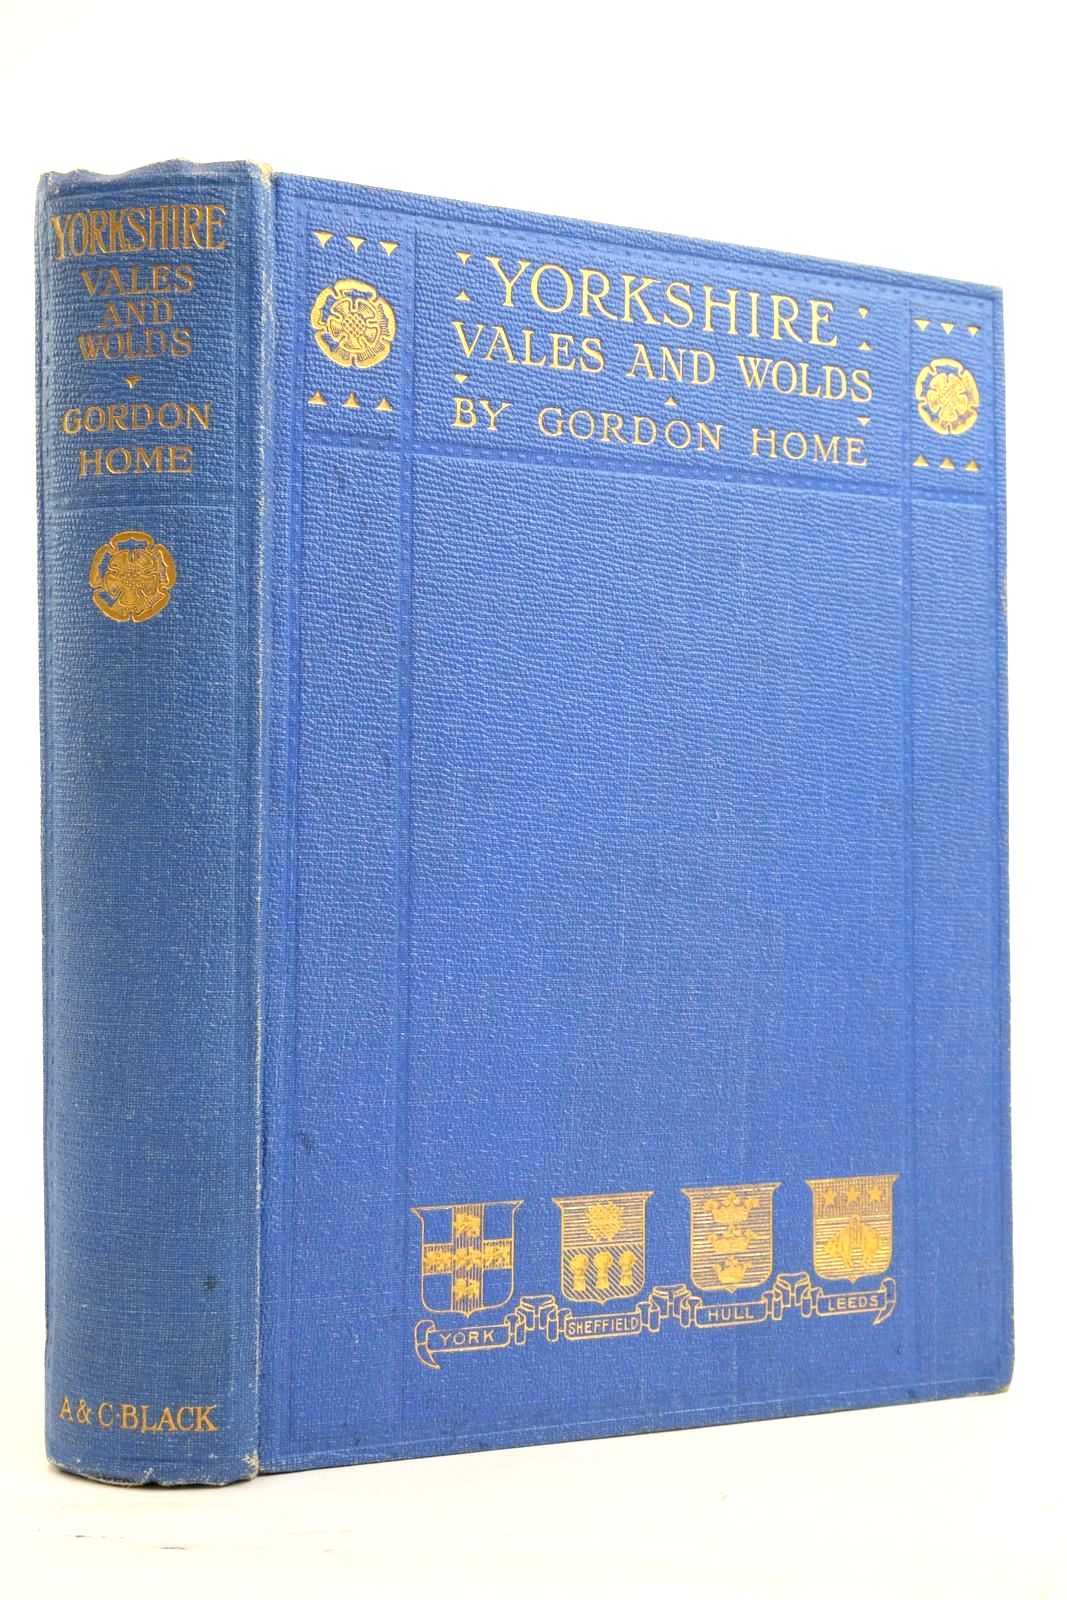 YORKSHIRE
VALES
AND
WOLDS
GORDON
HOME
A & C·BLACK
YORKSHIRE
VALES AND WOLDS
BY GORDON HOME
YORK
SHEFFIELD
HULL
LEEDS